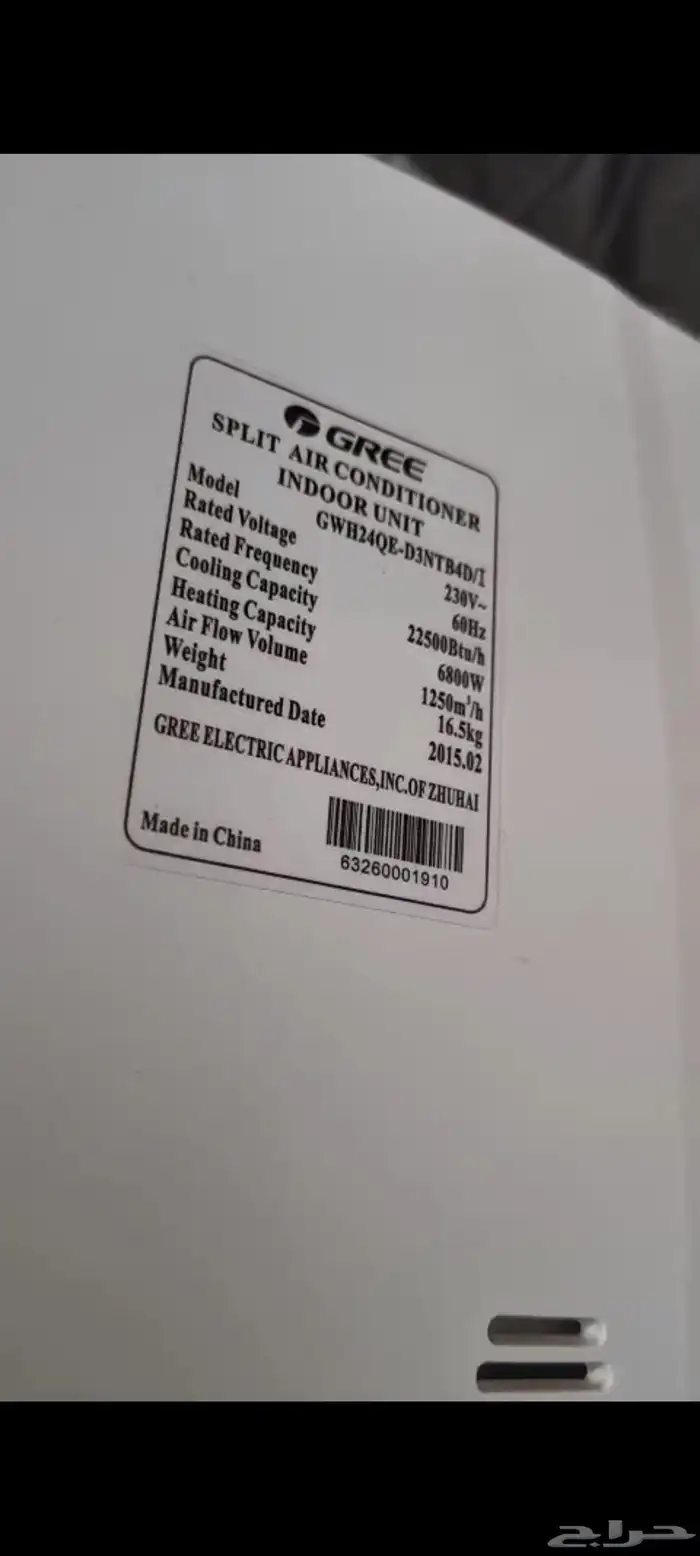 GREE
SPLIT AIR CONDITIONER
INDOOR UNIT
Model GWH24QE-D3NTB4D/I
Rated Voltage 230V~
Rated Frequency 60Hz
Cooling Capacity 22500Btu/h
Heating Capacity 6800W
Air Flow Volume 1250m³/h
Weight 16.5kg
Manufactured Date 2015.02
GREE ELECTRIC APPLIANCES,INC.OF ZHUHAI
Made in China
63260001910
حراج